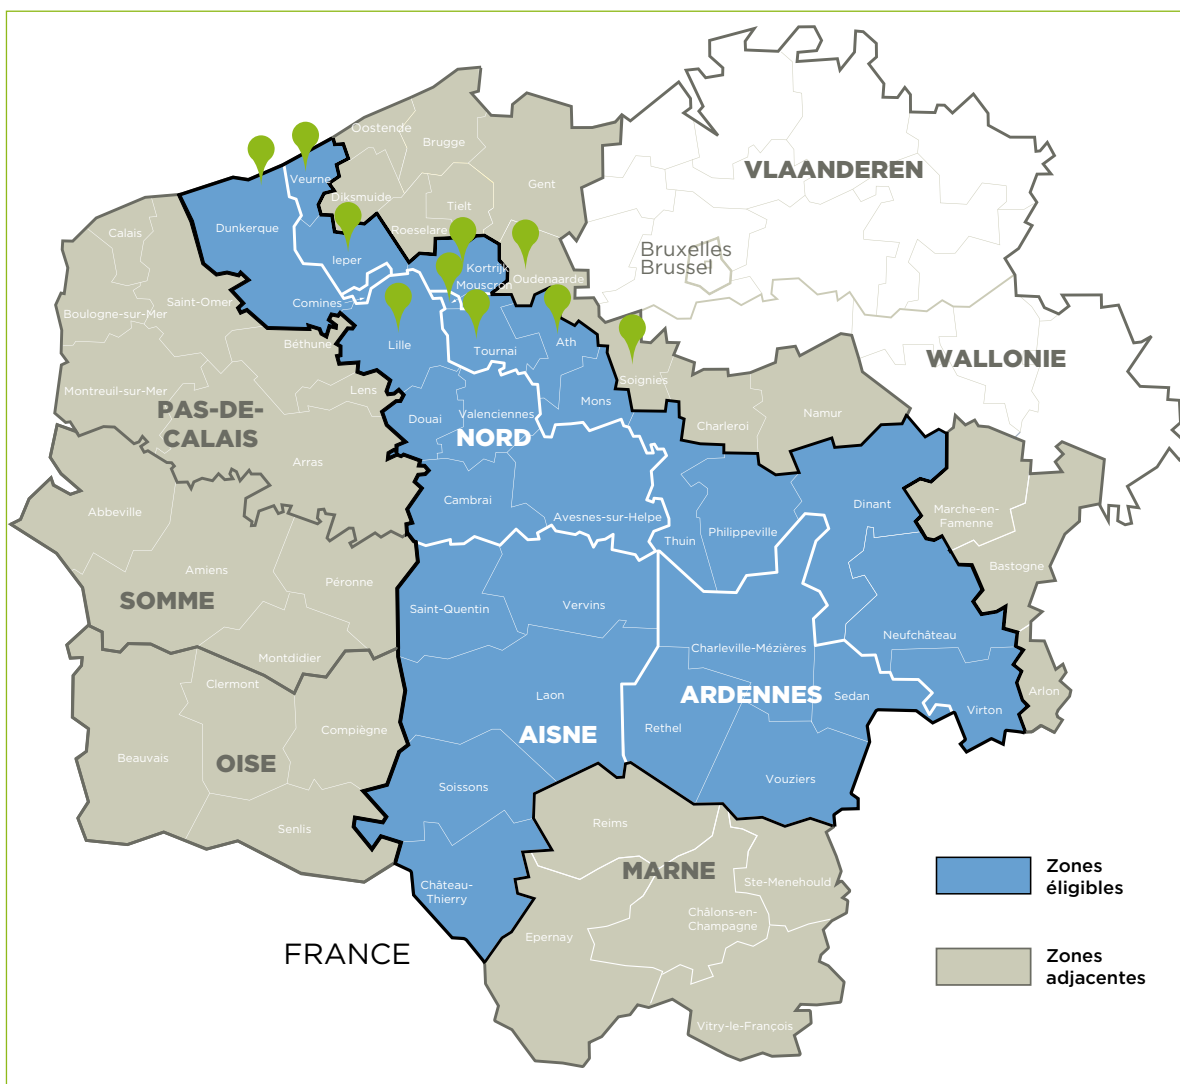 Oostende
Brugge
VLAANDEREN
Veurne
Gent
Diksmuide
Tielt
Dunkerque
Calais
Roeselare
Ieper
Bruxelles
Brussel
Kortrijk
Oudenaarde
Mouscron
Saint-Omer
Comines
Boulogne-sur-Mer
Béthune
Lille
Tournai
Ath
WALLONIE
Soignies
Montreuil-sur-Mer
Lens
Mons
PAS-DE-
CALAIS
Douai
Valenciennes
NORD
Charleroi
Namur
Arras
Cambrai
Avesnes-sur-Helpe
Abbeville
Thuin
Philippeville
Dinant
Marche-en-
Famenne
Bastogne
Amiens
Péronne
SOMME
Saint-Quentin
Vervins
Neufchâteau
Montdidier
Charleville-Mézières
Clermont
Laon
ARDENNES
Sedan
Arlon
Virton
Compiègne
Rethel
AISNE
Beauvais
OISE
Soissons
Vouziers
Senlis
Reims
MARNE
Ste-Menehould
Château-
Thierry
Châlons-en-
Champagne
Epernay
FRANCE
Vitry-le-François
Zones
éligibles
Zones
adjacentes